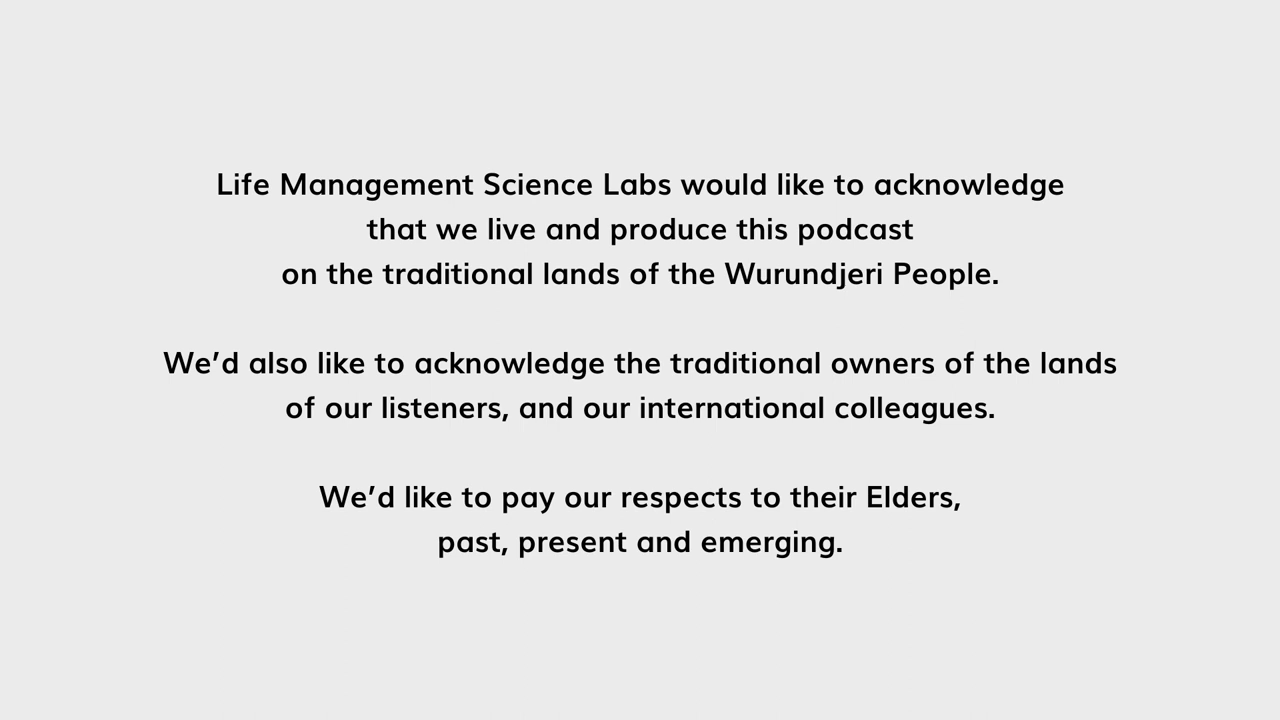 Life Management Science Labs would like to acknowledge
that we live and produce this podcast
on the traditional lands of the Wurundjeri People.
We’d also like to acknowledge the traditional owners of the lands
of our listeners, and our international colleagues.
We’d like to pay our respects to their Elders,
past, present and emerging.